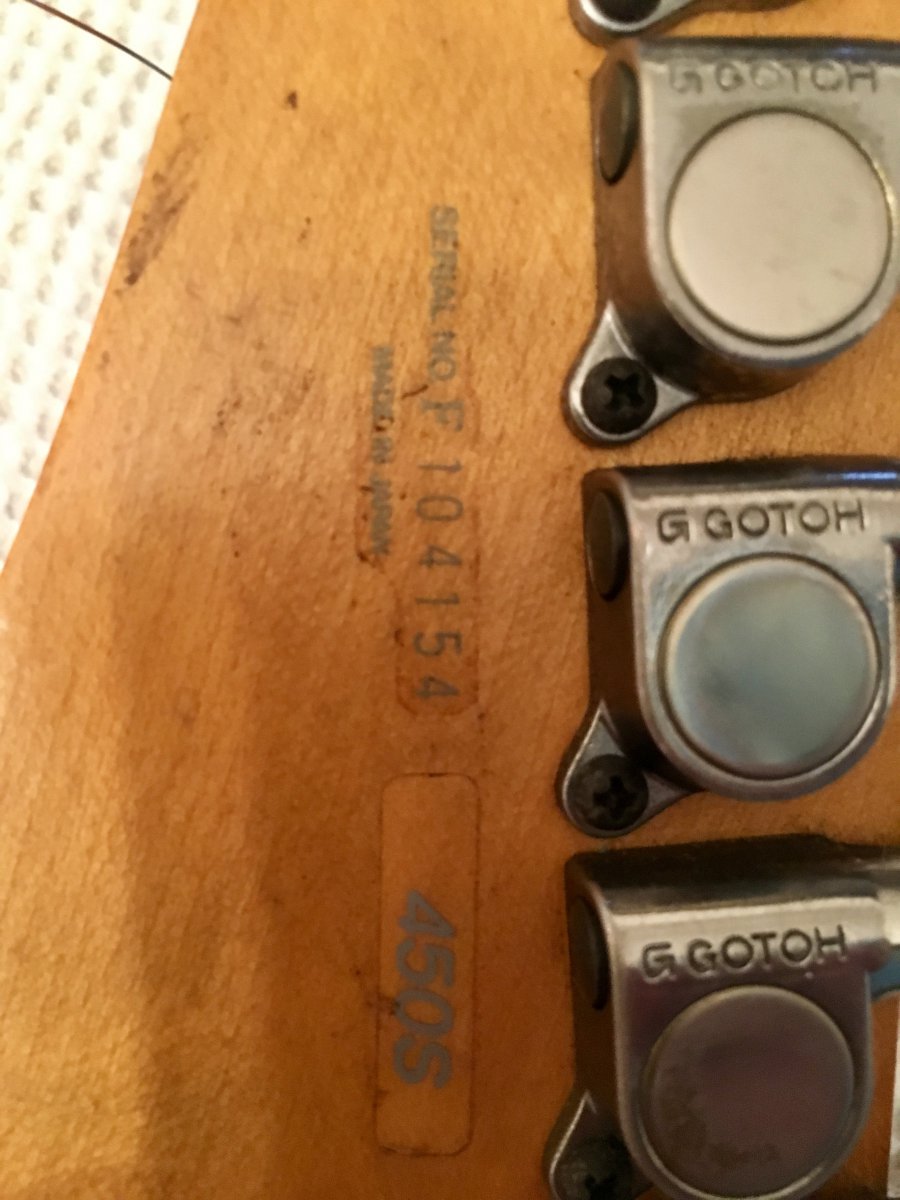 G GOTOH
SERIAL NO. F 104154
MADE IN JAPAN
G GOTOH
450S
G GOTOH